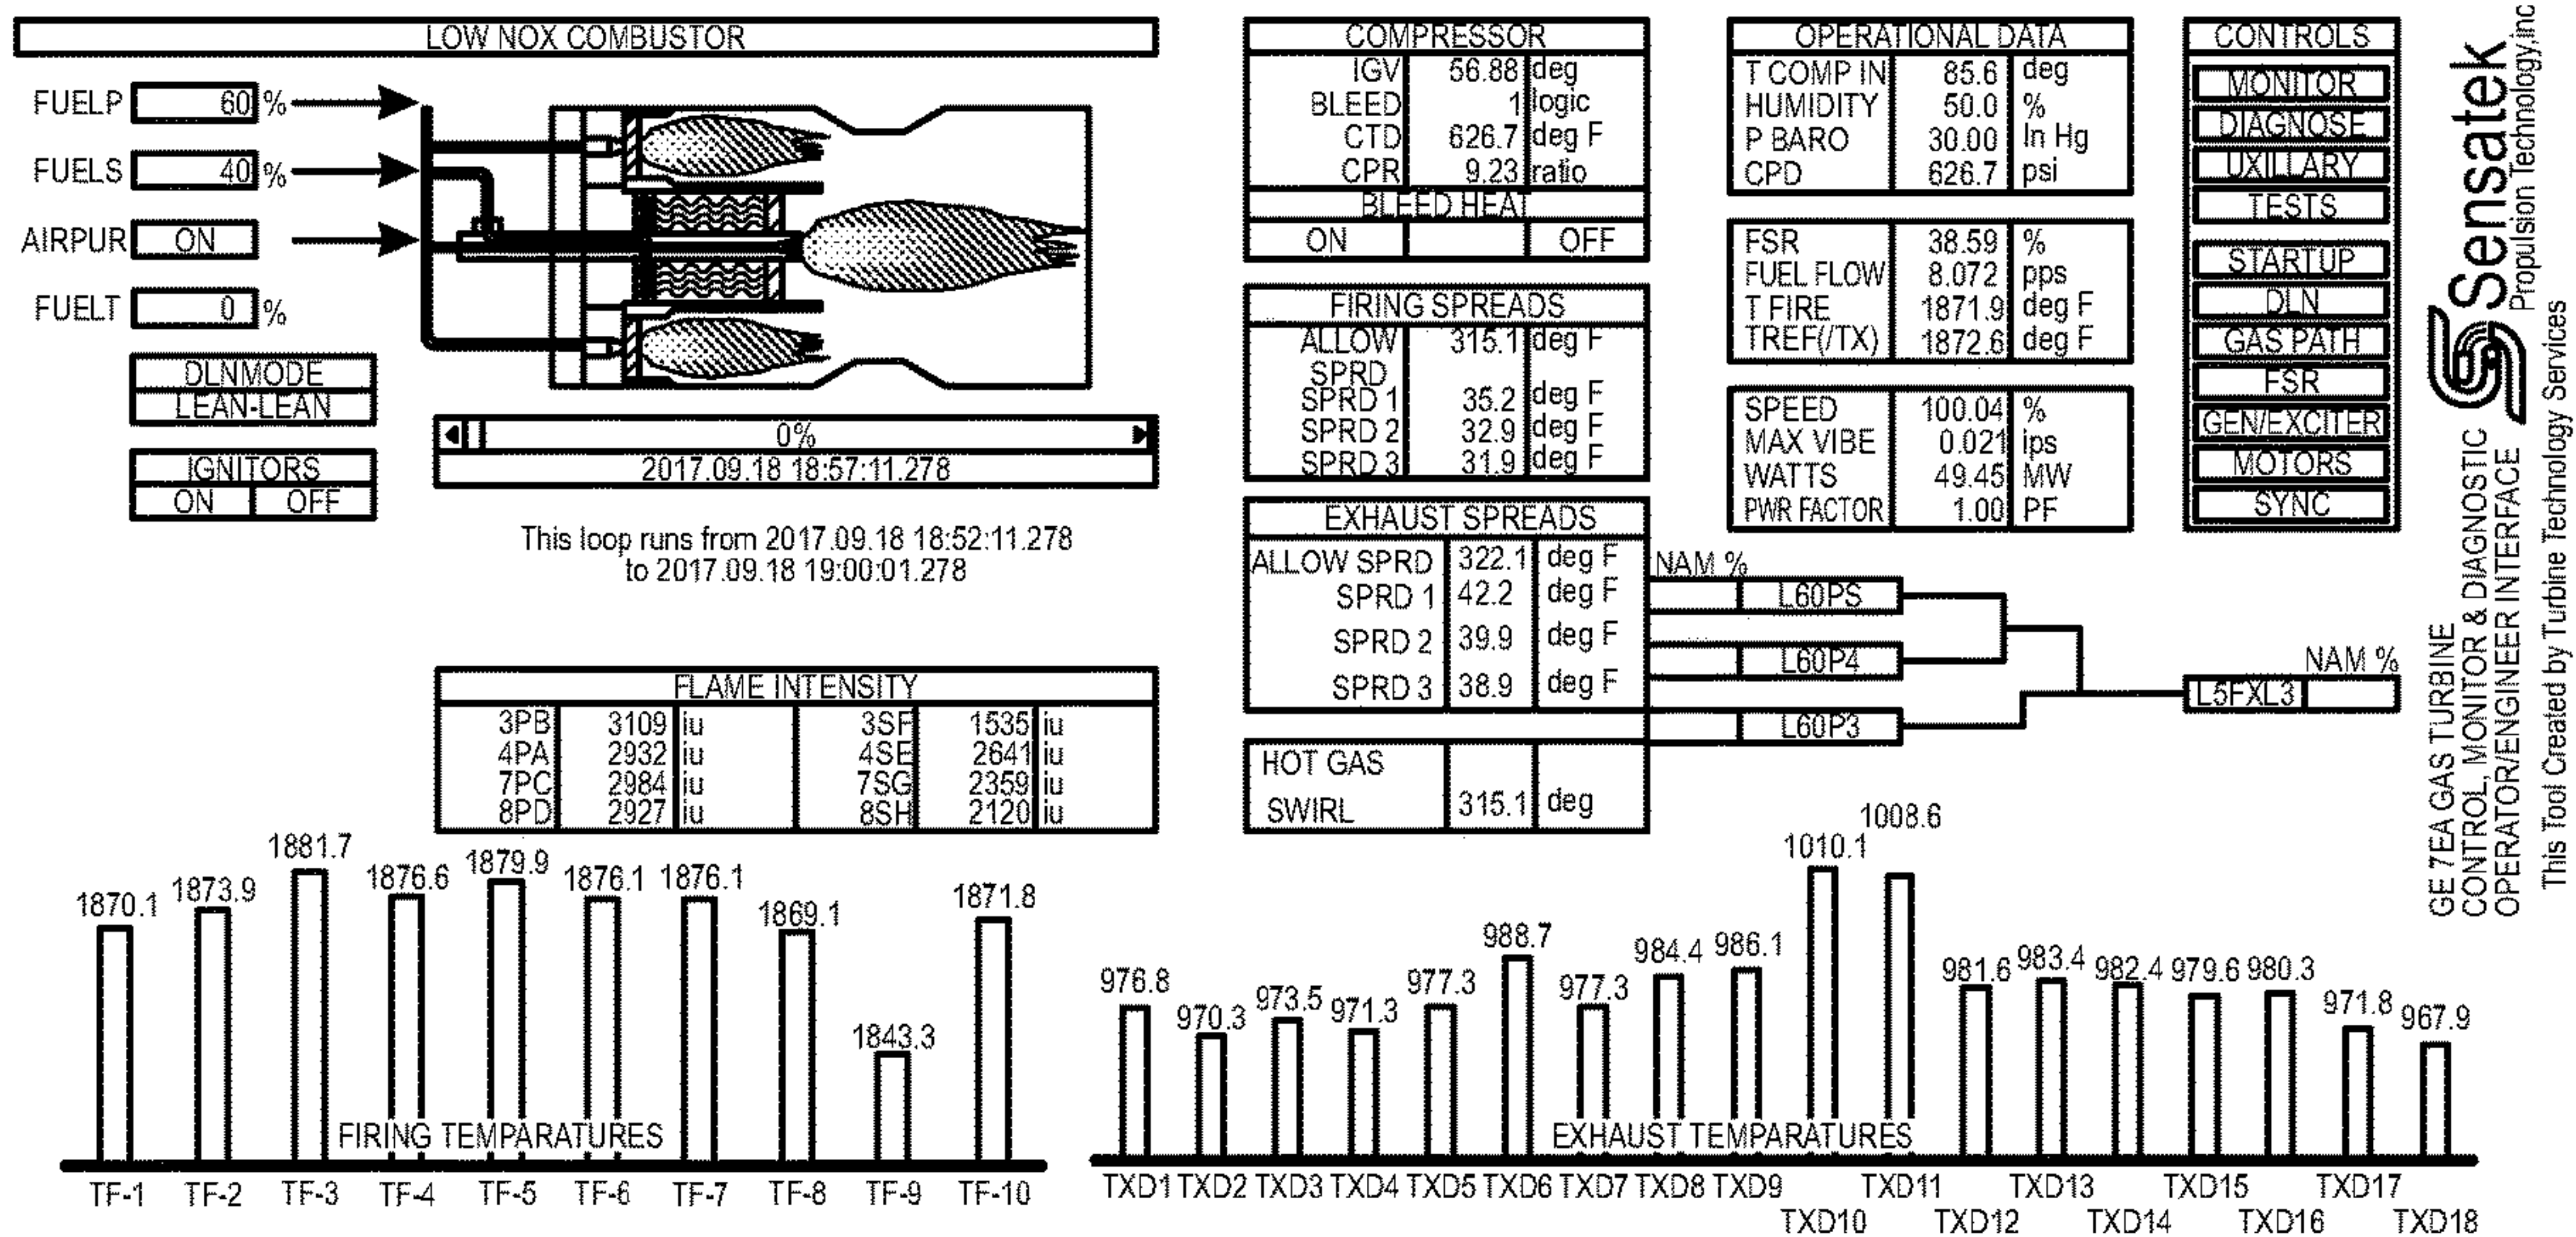 LOW NOX COMBUSTOR
FUELP 60 %
FUELS 40 %
AIRPUR ON
FUELT 0 %
DLNMODE
LEAN-LEAN
IGNITORS
ON OFF
0%
2017.09.18 18:57:11.278
This loop runs from 2017.09.18 18:52:11.278
to 2017.09.18 19:00:01.278
FLAME INTENSITY
3PB 3109 iu 3SF 1535 iu
4PA 2932 iu 4SE 2641 iu
7PC 2984 iu 7SG 2359 iu
8PD 2927 iu 8SH 2120 iu
COMPRESSOR
IGV 56.88 deg
BLEED 1 logic
CTD 626.7 deg F
CPR 9.23 ratio
BLEED HEAT
ON OFF
FIRING SPREADS
ALLOW 315.1 deg F
SPRD
SPRD 1 35.2 deg F
SPRD 2 32.9 deg F
SPRD 3 31.9 deg F
EXHAUST SPREADS
ALLOW SPRD 322.1 deg F
SPRD 1 42.2 deg F
SPRD 2 39.9 deg F
SPRD 3 38.9 deg F
HOT GAS
SWIRL 315.1 deg
NAM %
L60PS
L60P4
L60P3
NAM %
L5FXL3
OPERATIONAL DATA
T COMP IN 85.6 deg
HUMIDITY 50.0 %
P BARO 30.00 In Hg
CPD 626.7 psi
FSR 38.59 %
FUEL FLOW 8.072 pps
T FIRE 1871.9 deg F
TREF(/TX) 1872.6 deg F
SPEED 100.04 %
MAX VIBE 0.021 ips
WATTS 49.45 MW
PWR FACTOR 1.00 PF
CONTROLS
MONITOR
DIAGNOSE
UXILLARY
TESTS
STARTUP
DLN
GAS PATH
FSR
GEN/EXCITER
MOTORS
SYNC
Sensatek
Propulsion Technology,inc
GE 7EA GAS TURBINE
CONTROL, MONITOR & DIAGNOSTIC
OPERATOR/ENGINEER INTERFACE
This Tool Created by Turbine Technology Services
1870.1 1873.9 1881.7 1876.6 1879.9 1876.1 1876.1 1869.1 1843.3 1871.8
FIRING TEMPARATURES
TF-1 TF-2 TF-3 TF-4 TF-5 TF-6 TF-7 TF-8 TF-9 TF-10
976.8 970.3 973.5 971.3 977.3 988.7 977.3 984.4 986.1 1010.1 1008.6 981.6 983.4 982.4 979.6 980.3 971.8 967.9
EXHAUST TEMPARATURES
TXD1 TXD2 TXD3 TXD4 TXD5 TXD6 TXD7 TXD8 TXD9 TXD10 TXD11 TXD12 TXD13 TXD14 TXD15 TXD16 TXD17 TXD18